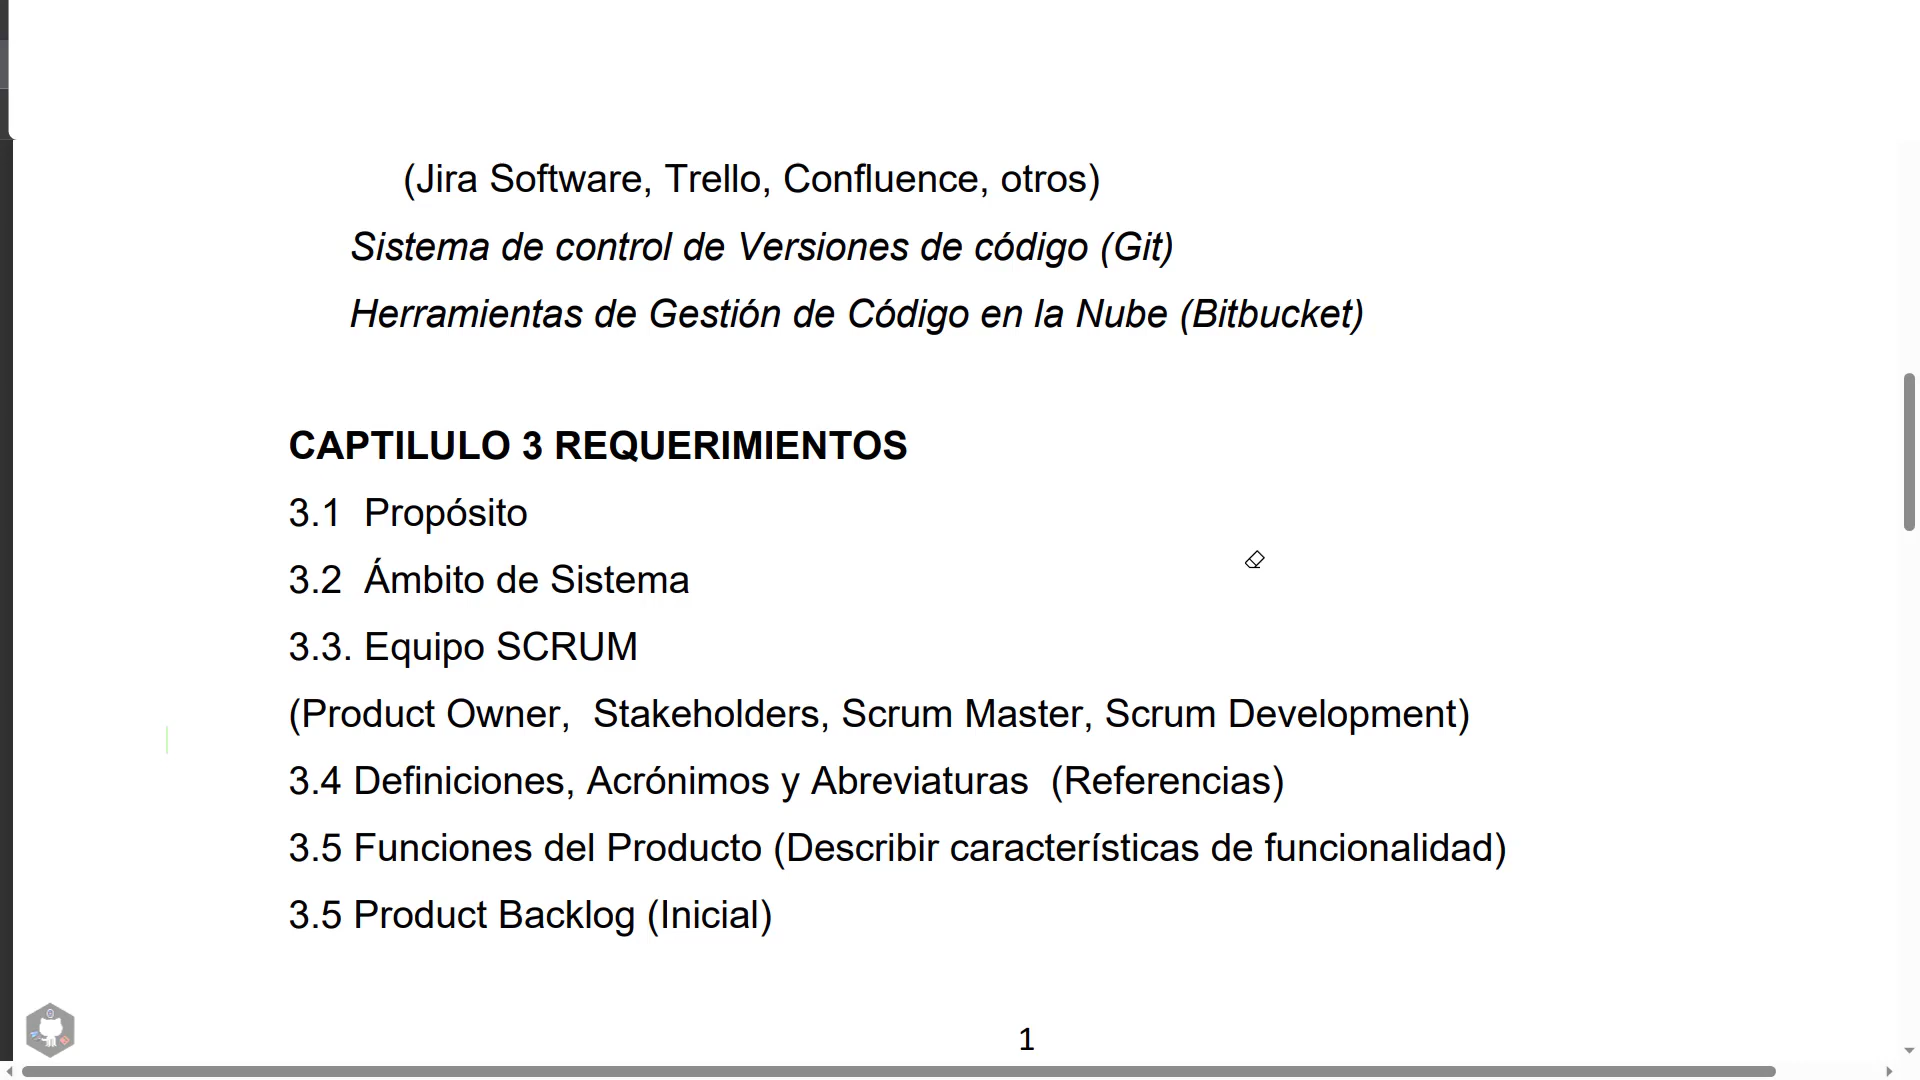 (Jira Software, Trello, Confluence, otros)
Sistema de control de Versiones de código (Git)
Herramientas de Gestión de Código en la Nube (Bitbucket)
CAPTILULO 3 REQUERIMIENTOS
3.1  Propósito
3.2  Ámbito de Sistema
3.3. Equipo SCRUM
(Product Owner,  Stakeholders, Scrum Master, Scrum Development)
3.4 Definiciones, Acrónimos y Abreviaturas  (Referencias)
3.5 Funciones del Producto (Describir características de funcionalidad)
3.5 Product Backlog (Inicial)
1